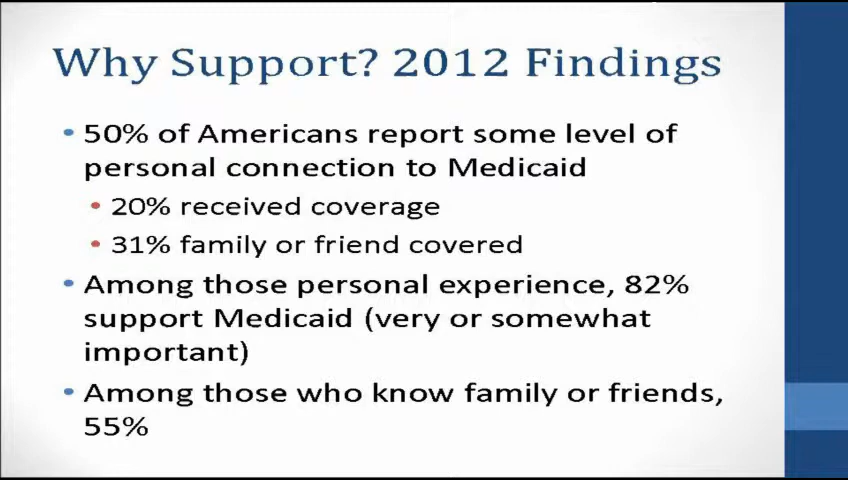 Why Support? 2012 Findings
• 50% of Americans report some level of
personal connection to Medicaid
• 20% received coverage
• 31% family or friend covered
• Among those personal experience, 82%
support Medicaid (very or somewhat
important)
• Among those who know family or friends,
55%